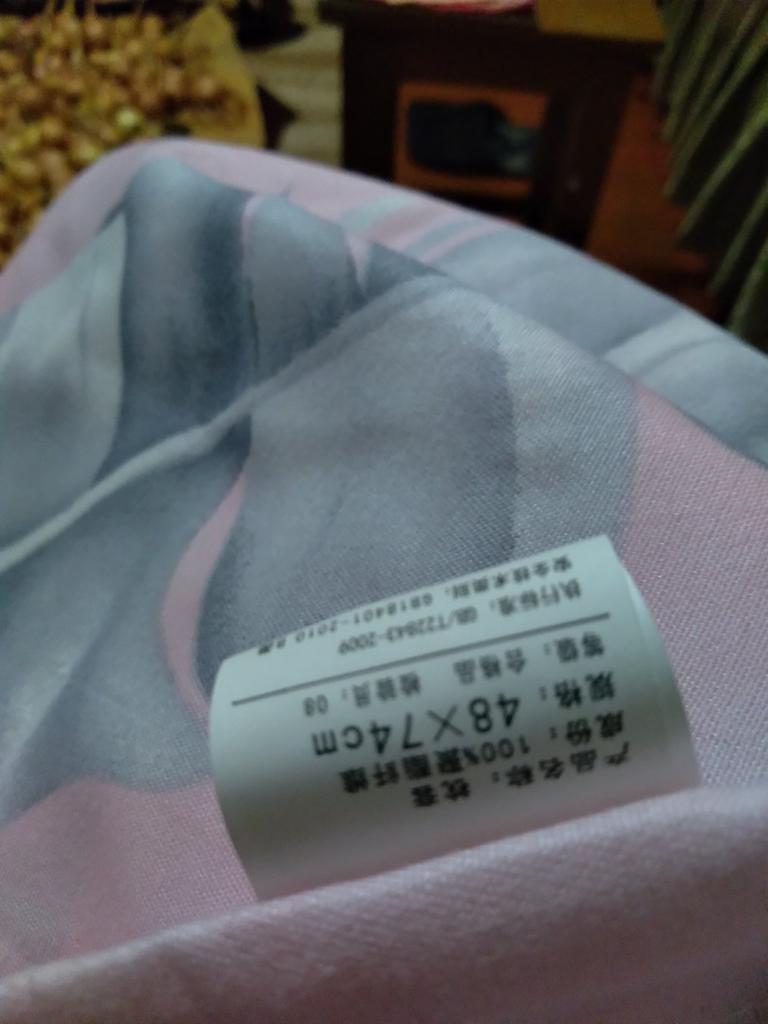 产品名称：枕套
成份：100%聚酯纤维
规格：48×74cm
等级：合格品 检验员：08
执行标准：GB/T22843-2009
安全技术类别：GB18401-2010 B类